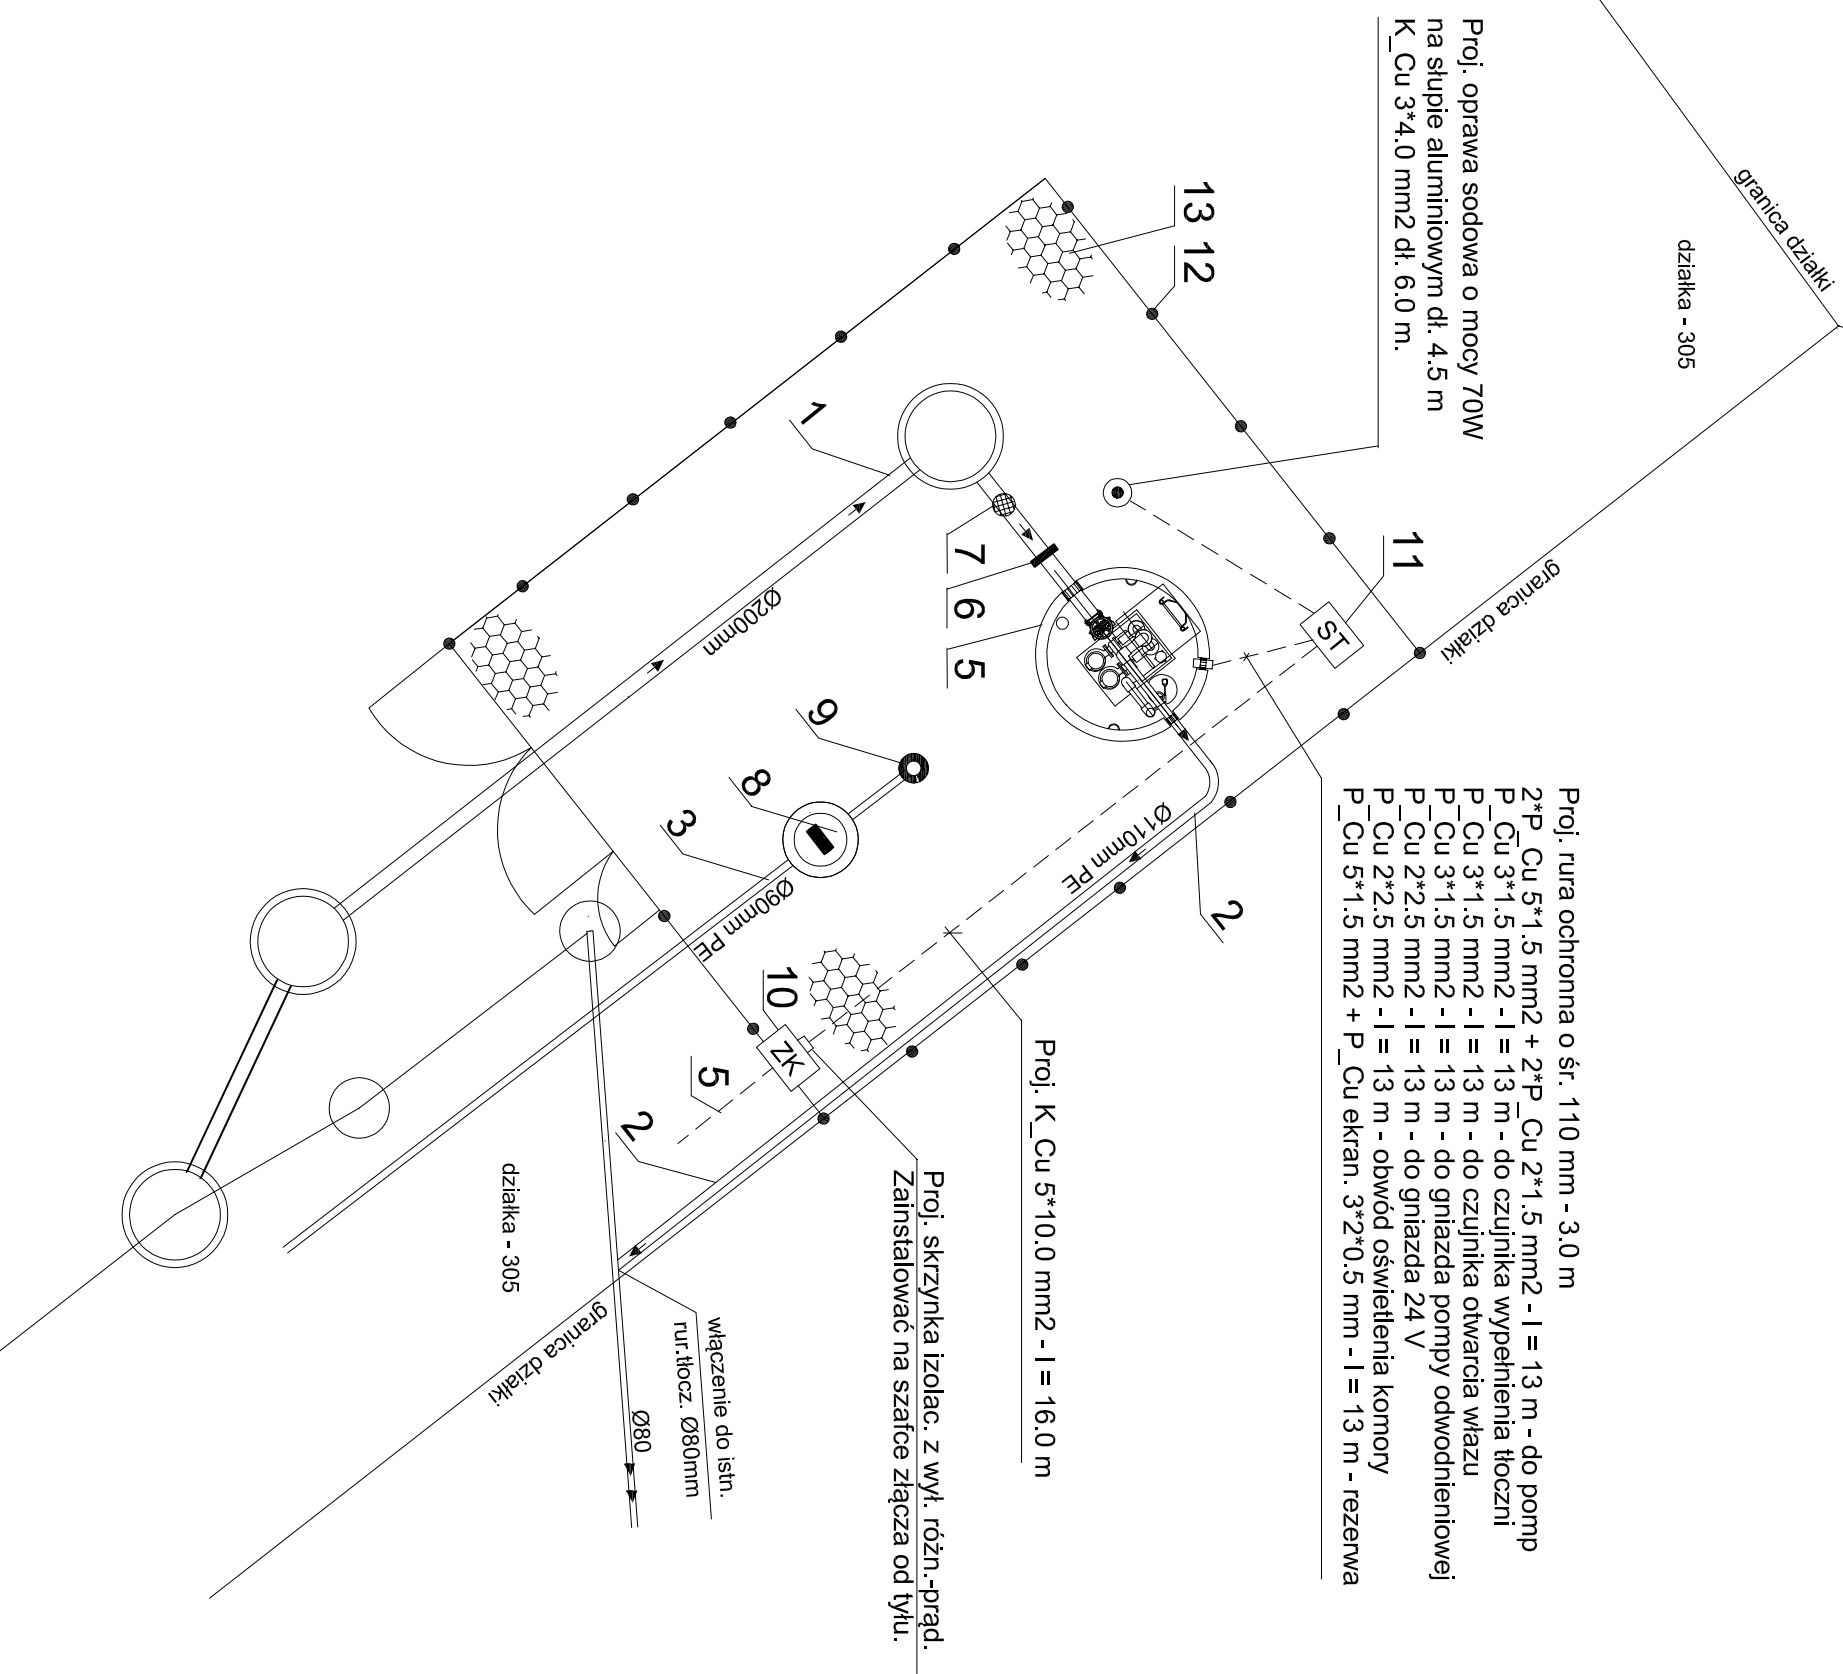 Proj. oprawa sodowa o mocy 70W
na słupie aluminiowym dł. 4.5 m
K_Cu 3*4.0 mm2 dł. 6.0 m.
granica działki
działka - 305
13 12
11
1
7
6
5
ST
granica działki
Ø200mm
9
8
3
Ø90mm PE
Ø110mm PE
2
Proj. rura ochronna o śr. 110 mm - 3.0 m
2*P_Cu 5*1.5 mm2 + 2*P_Cu 2*1.5 mm2 - l = 13 m - do pomp
P_Cu 3*1.5 mm2 - l = 13 m - do czujnika wypełnienia tłoczni
P_Cu 3*1.5 mm2 - l = 13 m - do czujnika otwarcia włazu
P_Cu 3*1.5 mm2 - l = 13 m - do gniazda pompy odwodnieniowej
P_Cu 2*2.5 mm2 - l = 13 m - do gniazda 24 V
P_Cu 2*2.5 mm2 - l = 13 m - obwód oświetlenia komory
P_Cu 5*1.5 mm2 + P_Cu ekran. 3*2*0.5 mm - l = 13 m - rezerwa
10
ZK
5
2
Proj. K_Cu 5*10.0 mm2 - l = 16.0 m
Proj. skrzynka izolac. z wył. różn.-prąd.
Zainstalować na szafce złącza od tyłu.
działka - 305
granica działki
włączenie do istn.
rur.tłocz. Ø80mm
Ø80